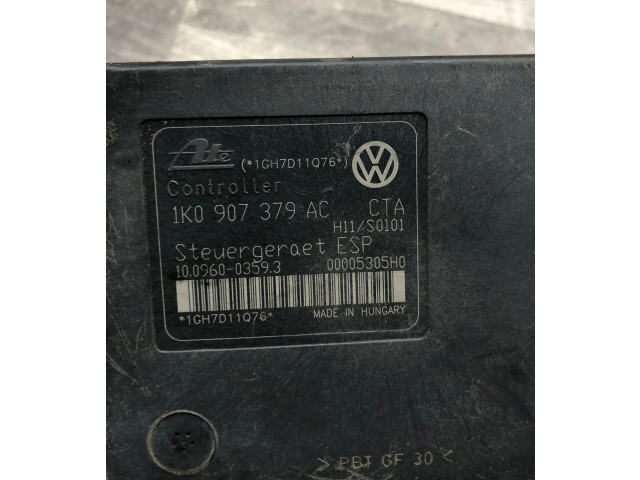 Ate (*1GH7D11Q76*)
Controller
1K0 907 379 AC CTA
H11/S0101
Steuergeraet ESP
10.0960-0359.3 00005305H0
*1GH7D11Q76* MADE IN HUNGARY
> PBT GF 30 <